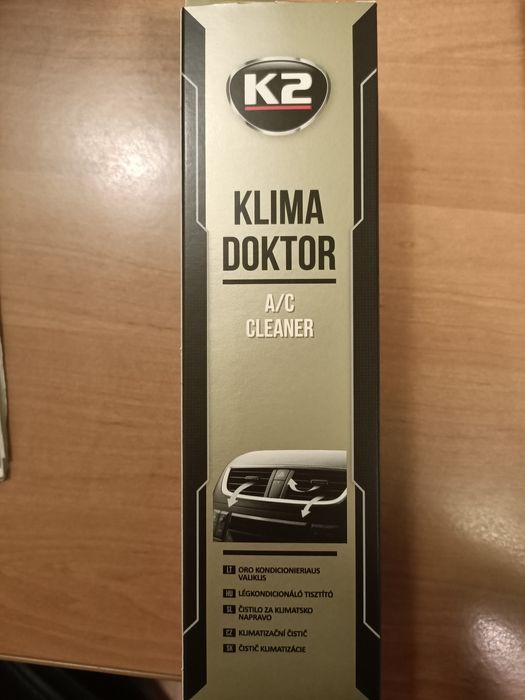 K2
KLIMA
DOKTOR
A/C
CLEANER
LT ORO KONDICIONIERIAUS
VALIKLIS
HU LÉGKONDICIONÁLÓ TISZTÍTÓ
SL ČISTILO ZA KLIMATSKO
NAPRAVO
CZ KLIMATIZAČNÍ ČISTIČ
SK ČISTIČ KLIMATIZÁCIE